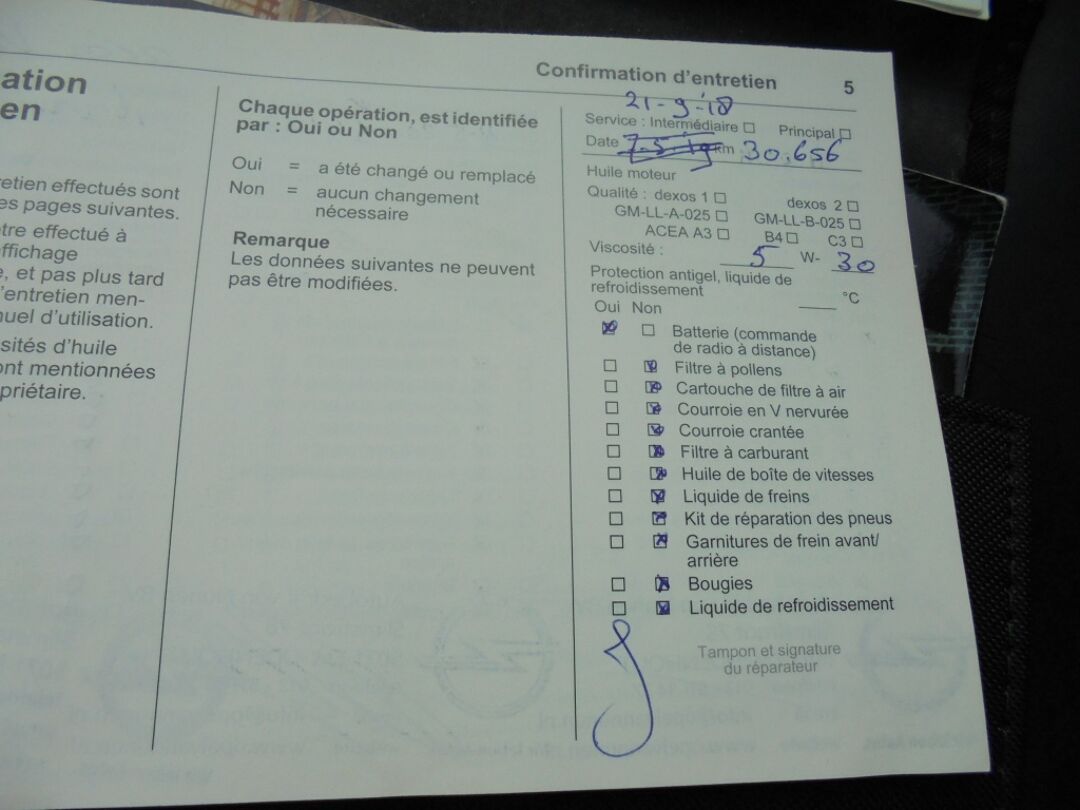 ation
en
retien effectués sont
es pages suivantes.
tre effectué à
ffichage
e, et pas plus tard
'entretien men-
nuel d'utilisation.
sités d'huile
ont mentionnées
priétaire.
Chaque opération, est identifiée
par : Oui ou Non
Oui = a été changé ou remplacé
Non = aucun changement
nécessaire
Remarque
Les données suivantes ne peuvent
pas être modifiées.
Confirmation d'entretien 5
21-9-'18
Service : Intermédiaire ☐ Principal ☐
Date km 30.656
Huile moteur
Qualité : dexos 1 ☐ dexos 2 ☐
GM-LL-A-025 ☐ GM-LL-B-025 ☐
ACEA A3 ☐ B4 ☐ C3 ☐
Viscosité : 5 W- 30
Protection antigel, liquide de
refroidissement °C
Oui Non
Batterie (commande
de radio à distance)
Filtre à pollens
Cartouche de filtre à air
Courroie en V nervurée
Courroie crantée
Filtre à carburant
Huile de boîte de vitesses
Liquide de freins
Kit de réparation des pneus
Garnitures de frein avant/
arrière
Bougies
Liquide de refroidissement
Tampon et signature
du réparateur